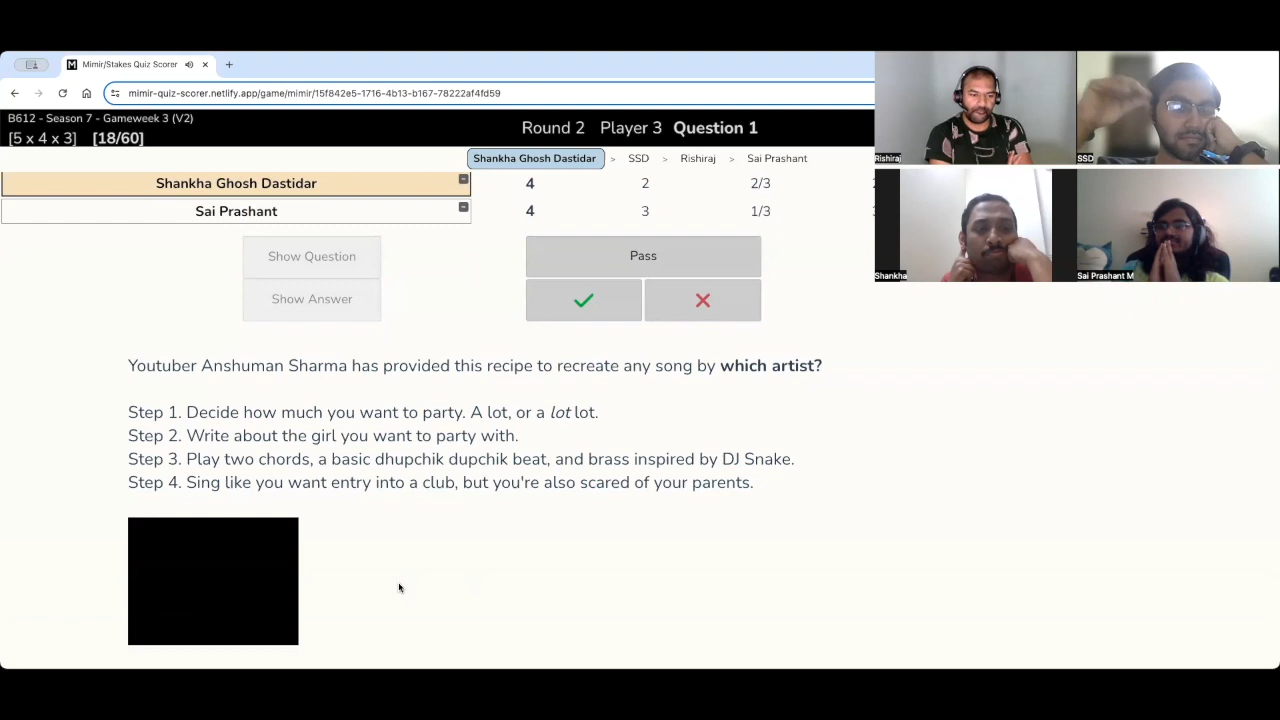 Mimir/Stakes Quiz Scorer
mimir-quiz-scorer.netlify.app/game/mimir/15f842e5-1716-4b13-b167-78222af4fd59
B612 - Season 7 - Gameweek 3 (V2)
[5 x 4 x 3] [18/60]
Round 2 Player 3 Question 1
Shankha Ghosh Dastidar > SSD > Rishiraj > Sai Prashant
Shankha Ghosh Dastidar 4 2 2/3
Sai Prashant 4 3 1/3
Show Question
Pass
Show Answer
Rishiraj
SSD
Shankha
Sai Prashant M
Youtuber Anshuman Sharma has provided this recipe to recreate any song by which artist?
Step 1. Decide how much you want to party. A lot, or a lot lot.
Step 2. Write about the girl you want to party with.
Step 3. Play two chords, a basic dhupchik dupchik beat, and brass inspired by DJ Snake.
Step 4. Sing like you want entry into a club, but you're also scared of your parents.